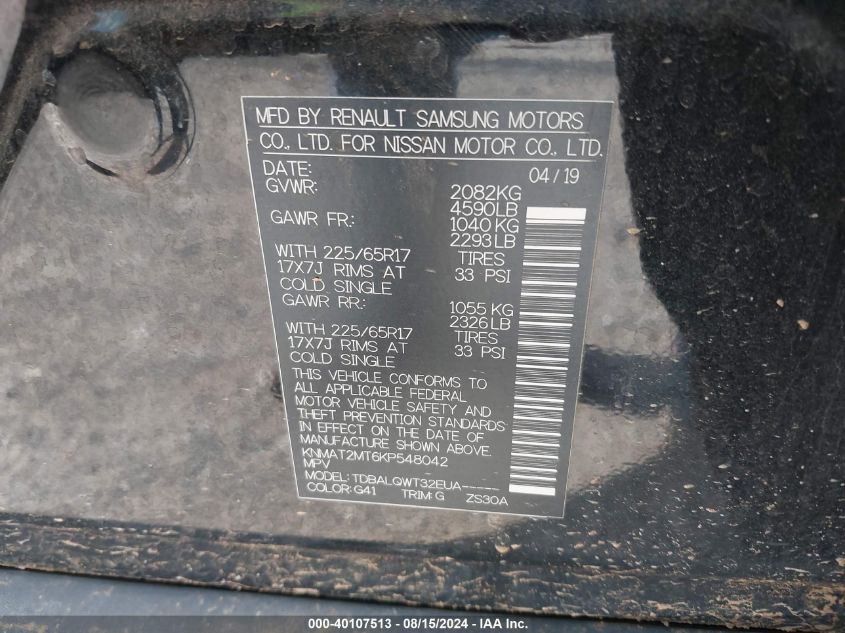 MFD BY RENAULT SAMSUNG MOTORS
CO., LTD. FOR NISSAN MOTOR CO., LTD.
DATE: 04/19
GVWR: 2082KG
4590LB
GAWR FR: 1040KG
2293LB
WITH 225/65R17 TIRES
17X7J RIMS AT 33 PSI
COLD SINGLE
GAWR RR: 1055KG
2326LB
WITH 225/65R17 TIRES
17X7J RIMS AT 33 PSI
COLD SINGLE
THIS VEHICLE CONFORMS TO
ALL APPLICABLE FEDERAL
MOTOR VEHICLE SAFETY AND
THEFT PREVENTION STANDARDS
IN EFFECT ON THE DATE OF
MANUFACTURE SHOWN ABOVE.
KNMAT2MT6KP548042
MPV
MODEL: TDBALQWT32EUA-----
COLOR: G41 TRIM: G ZS30A
000-40107513 - 08/15/2024 - IAAI.com Inc.